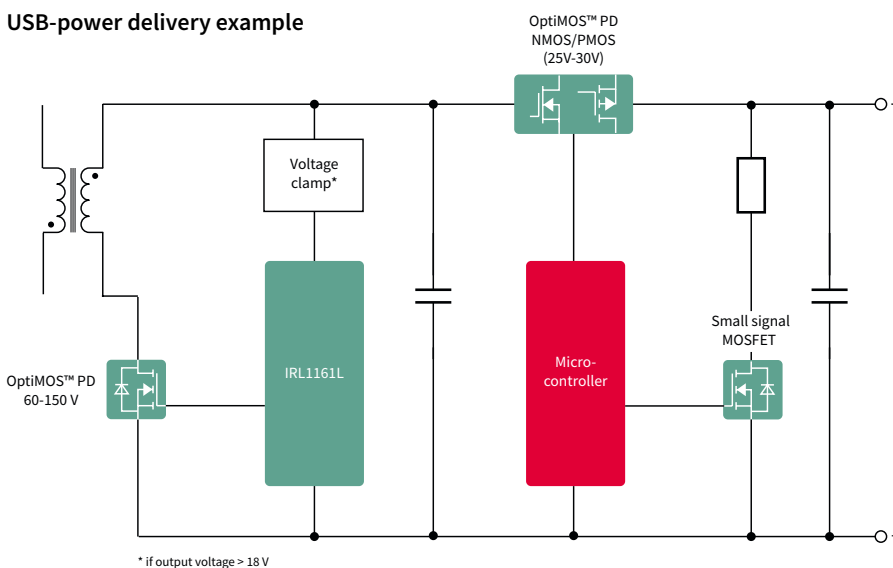 USB-power delivery example
OptiMOS™ PD
NMOS/PMOS
(25V-30V)
Voltage
clamp*
Small signal
MOSFET
IRL1161L
Micro-
controller
OptiMOS™ PD
60-150 V
* if output voltage > 18 V